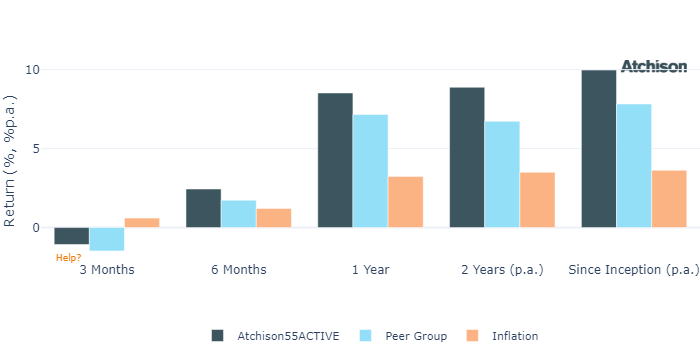 Atchison
Return (%, %p.a.)
10
5
0
Help?
3 Months
6 Months
1 Year
2 Years (p.a.)
Since Inception (p.a.)
Atchison55ACTIVE
Peer Group
Inflation